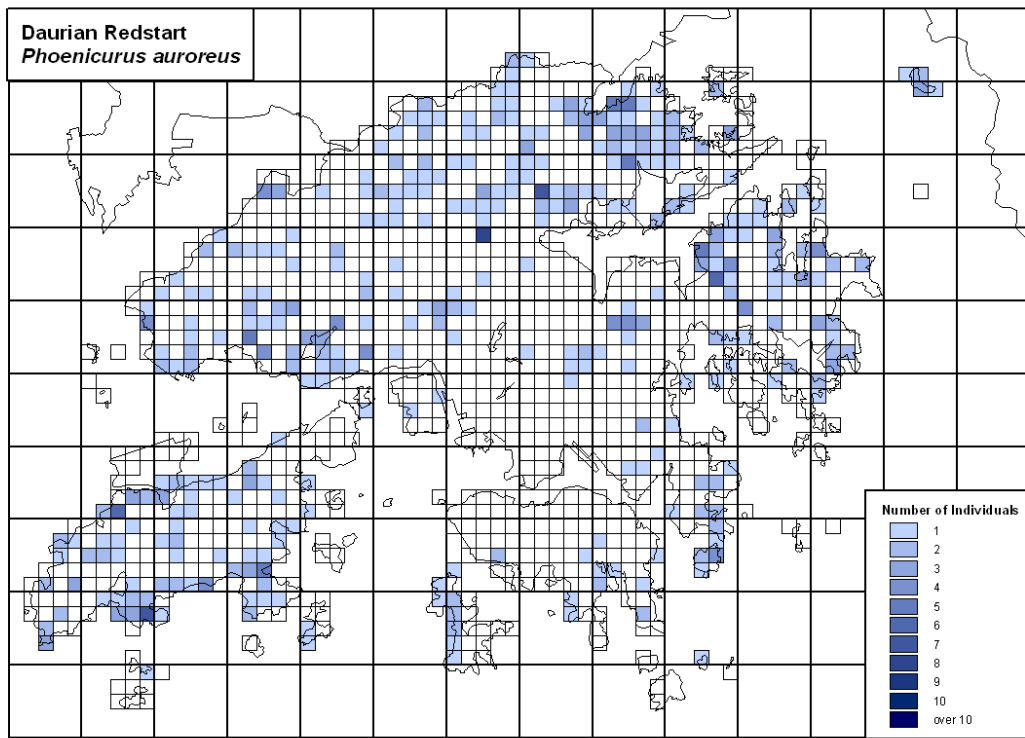 Daurian Redstart
Phoenicurus auroreus
Number of Individuals
1
2
3
4
5
6
7
8
9
10
over 10